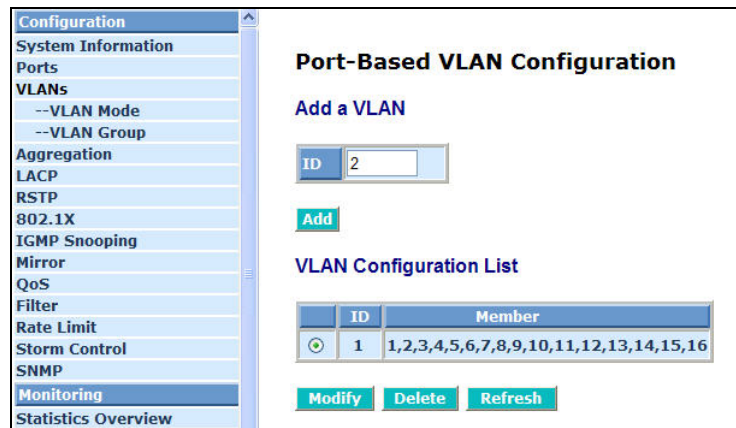 Configuration
System Information
Ports
VLANs
--VLAN Mode
--VLAN Group
Aggregation
LACP
RSTP
802.1X
IGMP Snooping
Mirror
QoS
Filter
Rate Limit
Storm Control
SNMP
Monitoring
Statistics Overview
Port-Based VLAN Configuration
Add a VLAN
ID 2
Add
VLAN Configuration List
ID Member
1 1,2,3,4,5,6,7,8,9,10,11,12,13,14,15,16
Modify Delete Refresh